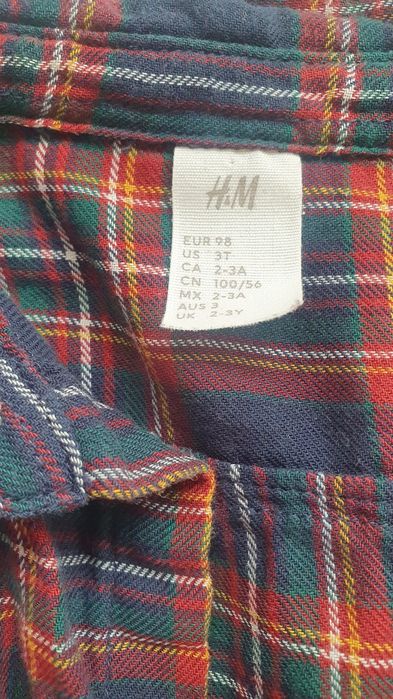 H&M
EUR 98
US 3T
CA 2-3A
CN 100/56
MX 2-3A
AUS 3
UK 2-3Y